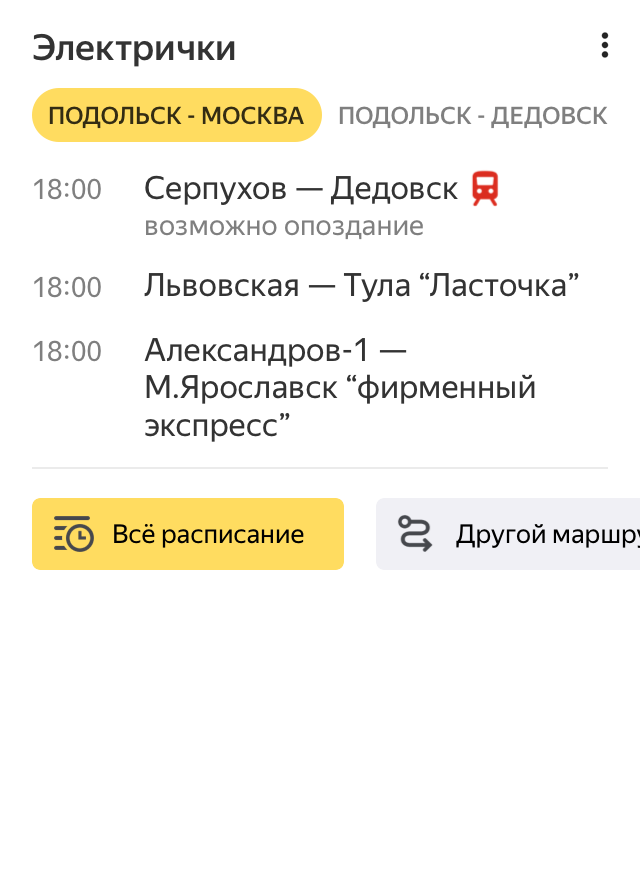 Электрички
ПОДОЛЬСК - МОСКВА
ПОДОЛЬСК - ДЕДОВСК
18:00 Серпухов — Дедовск
возможно опоздание
18:00 Львовская — Тула “Ласточка”
18:00 Александров-1 —
М.Ярославск “фирменный
экспресс”
Всё расписание
Другой маршру